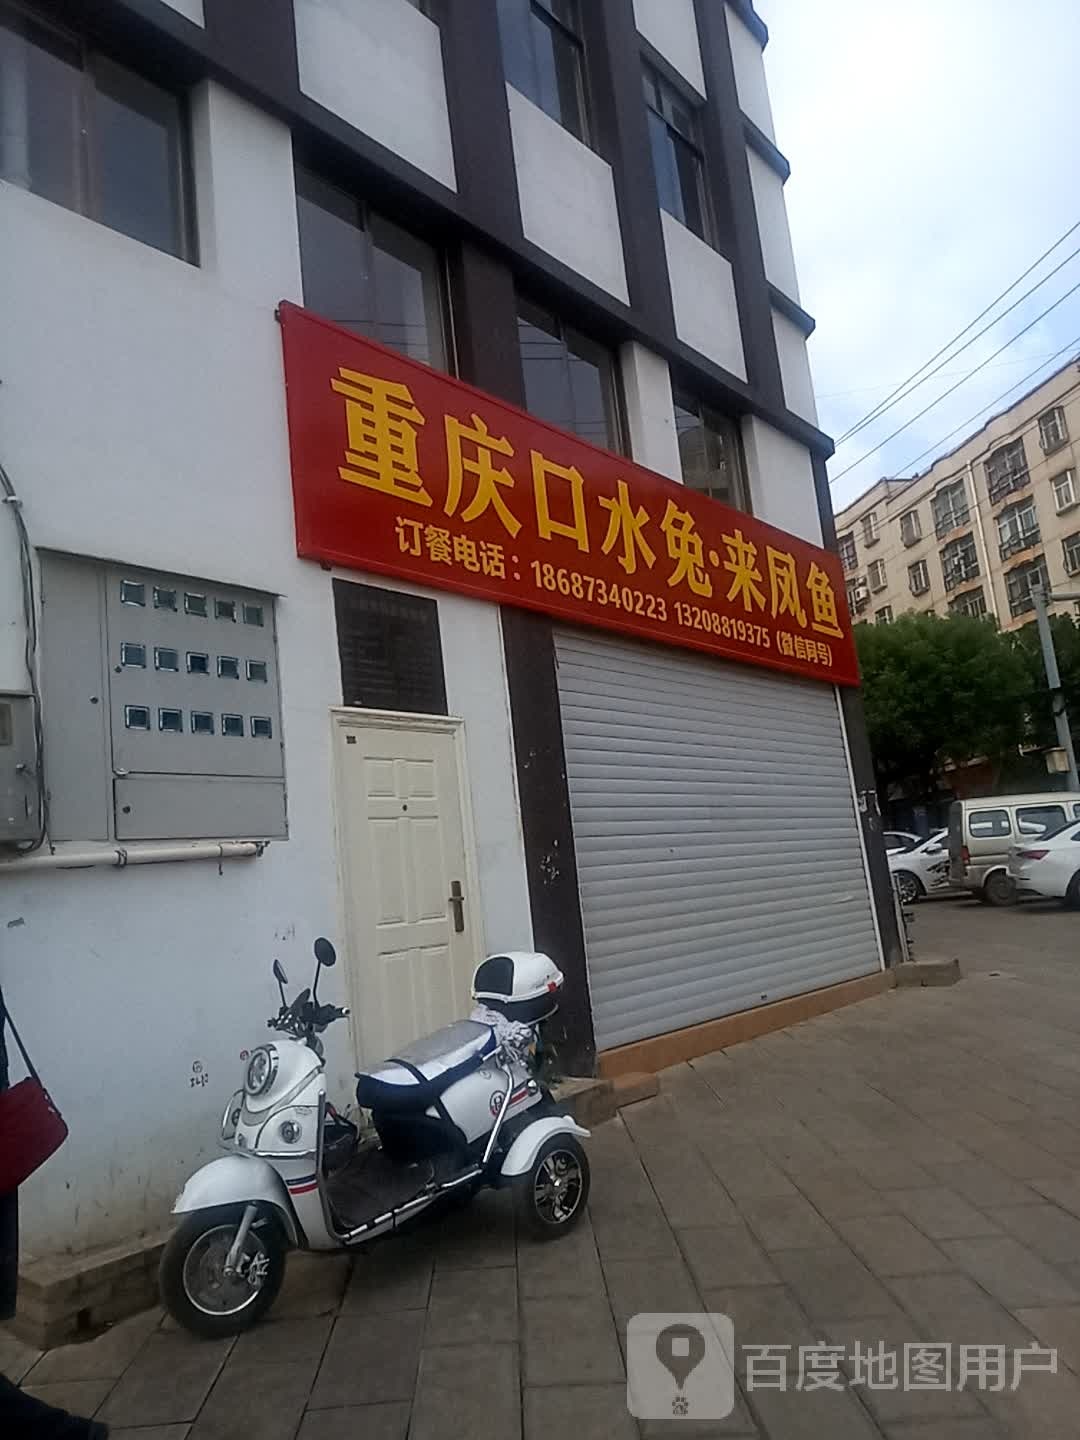 重庆口水兔·来凤鱼
订餐电话：18687340223 13208819375（微信同号）
百度地图用户